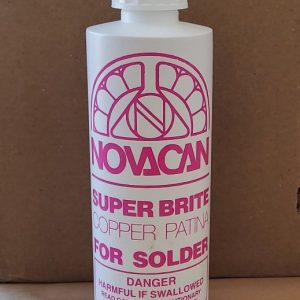 NOVACAN
SUPER BRITE
COPPER PATINA
FOR SOLDER
DANGER
HARMFUL IF SWALLOWED